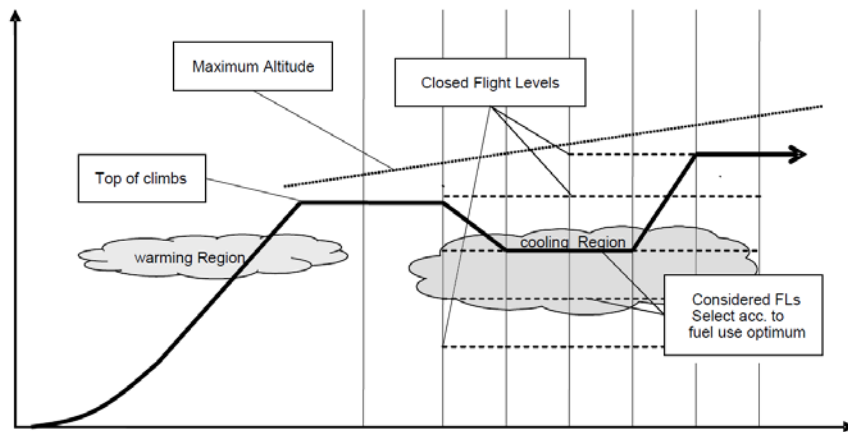 Maximum Altitude
Closed Flight Levels
Top of climbs
warming Region
cooling Region
Considered FLs
Select acc. to
fuel use optimum